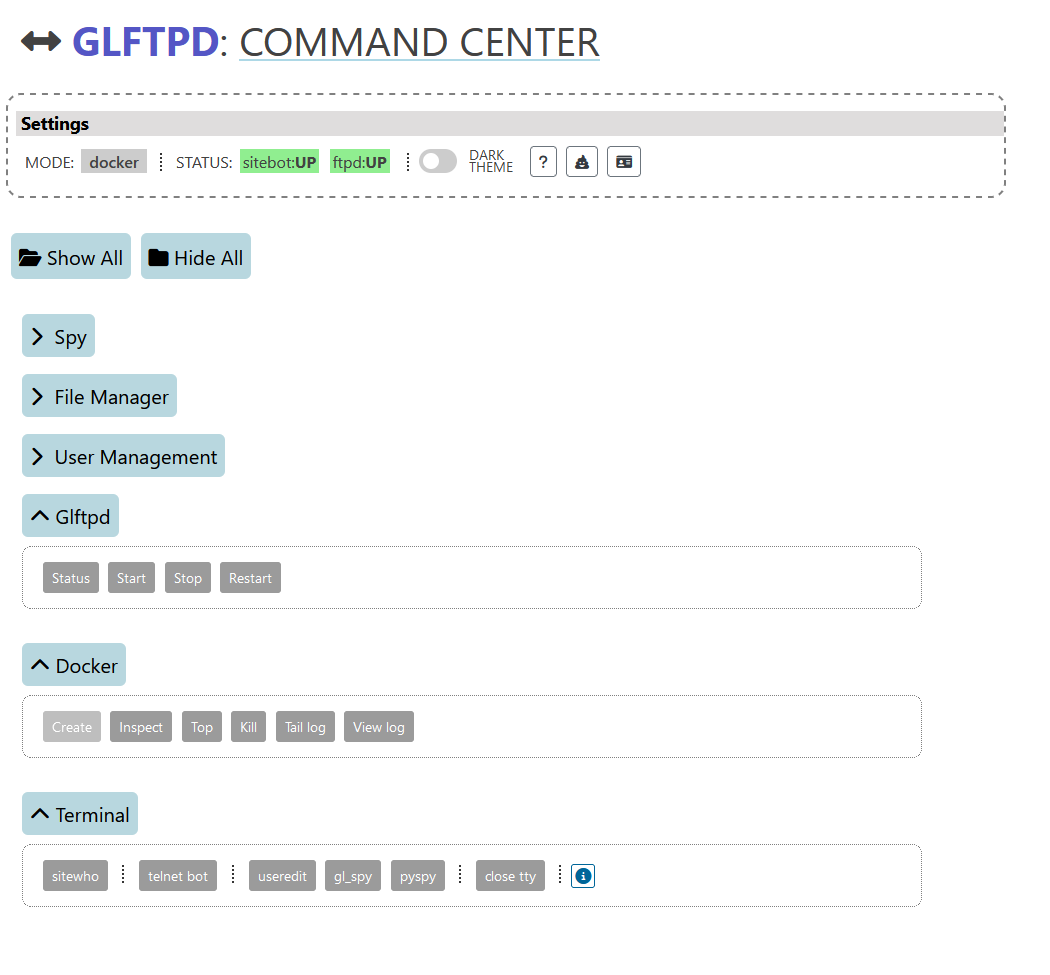 GLFTPD: COMMAND CENTER
Settings
MODE: docker STATUS: sitebot:UP ftpd:UP DARK THEME ?
Show All Hide All
Spy
File Manager
User Management
Glftpd
Status Start Stop Restart
Docker
Create Inspect Top Kill Tail log View log
Terminal
sitewho telnet bot useredit gl_spy pyspy close tty